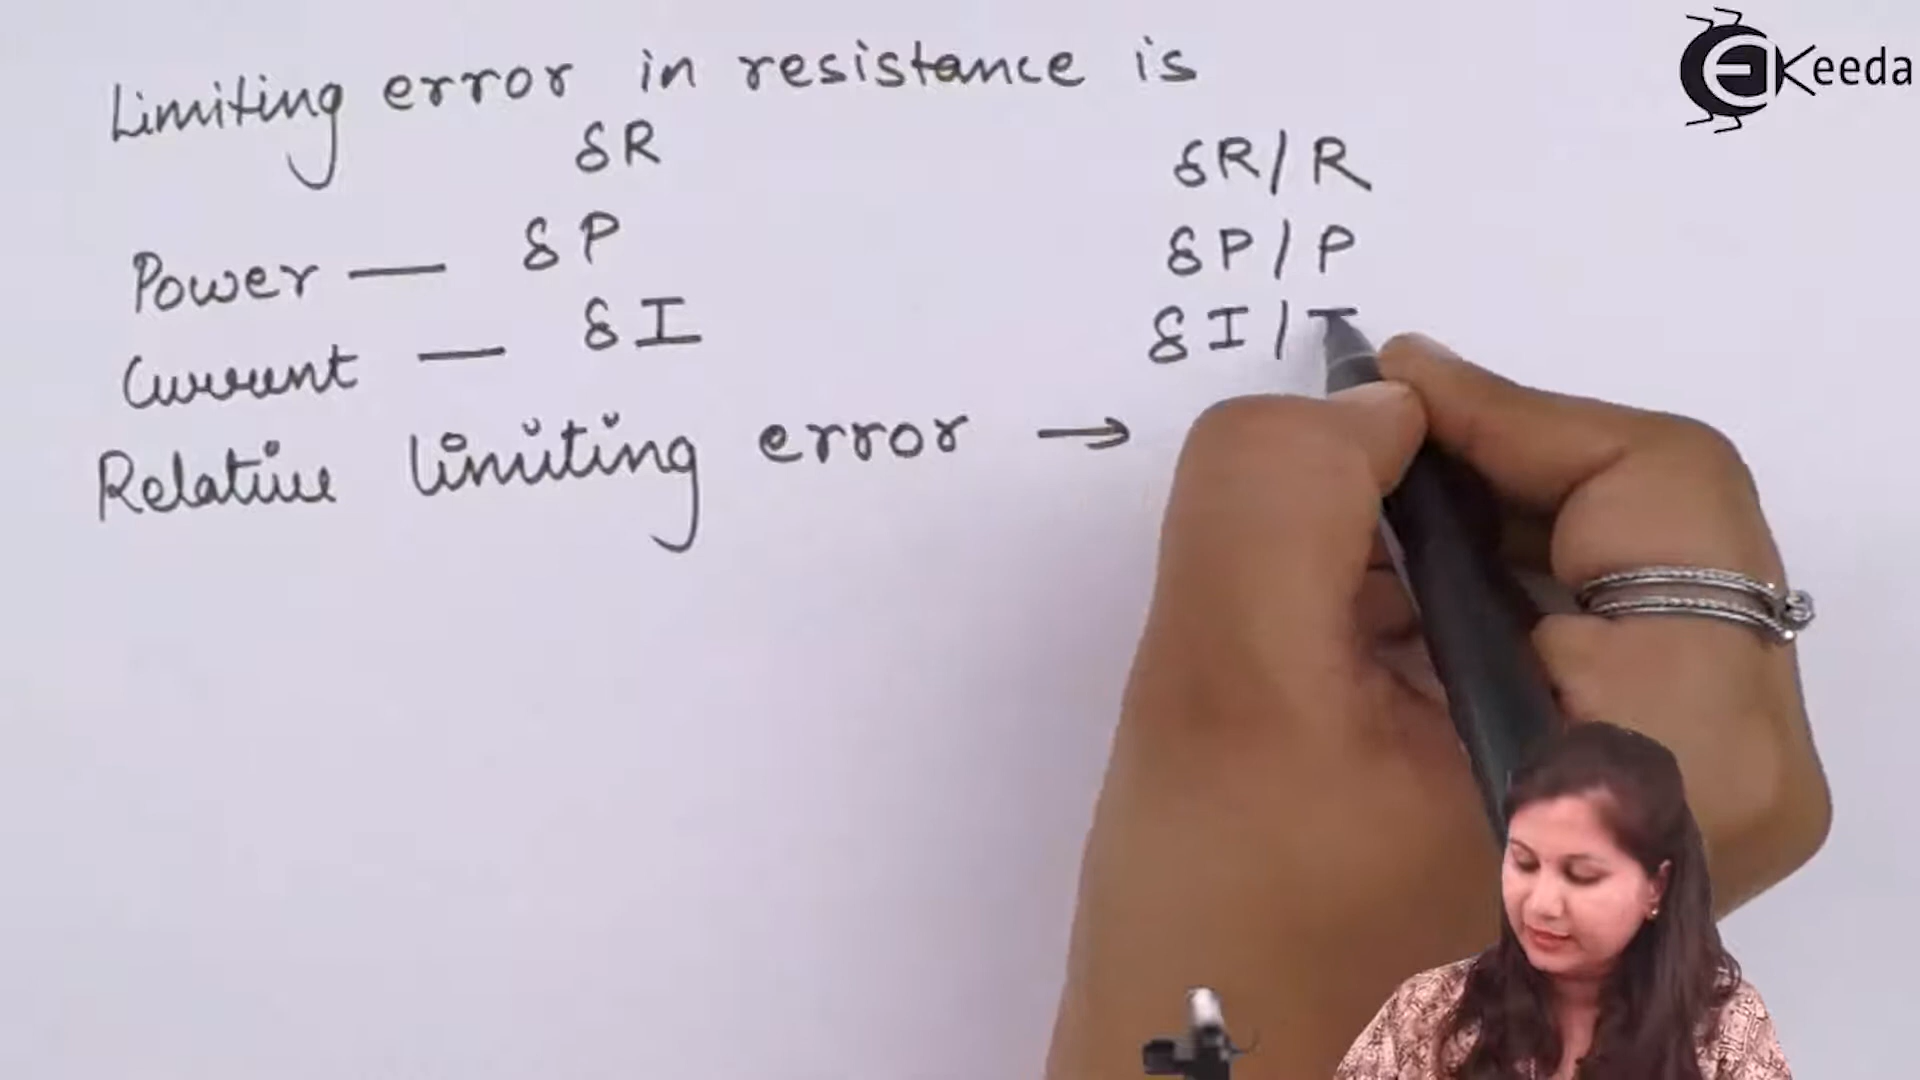 Keeda
Limiting error in resistance is
δR
δR/R
Power — δP
δP/P
Current — δI
δI/I
Relative limiting error →